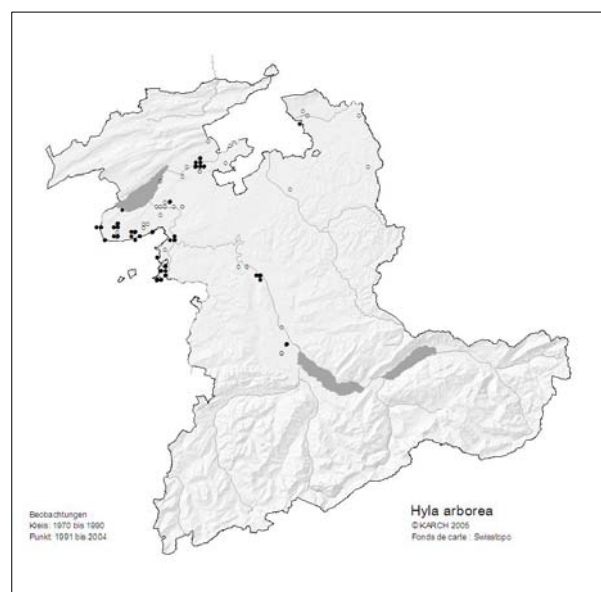 Beobachtungen
Kreis: 1970 bis 1990
Punkt: 1991 bis 2004
Hyla arborea
©KARCH 2005
Fonds de carte : Swisstopo